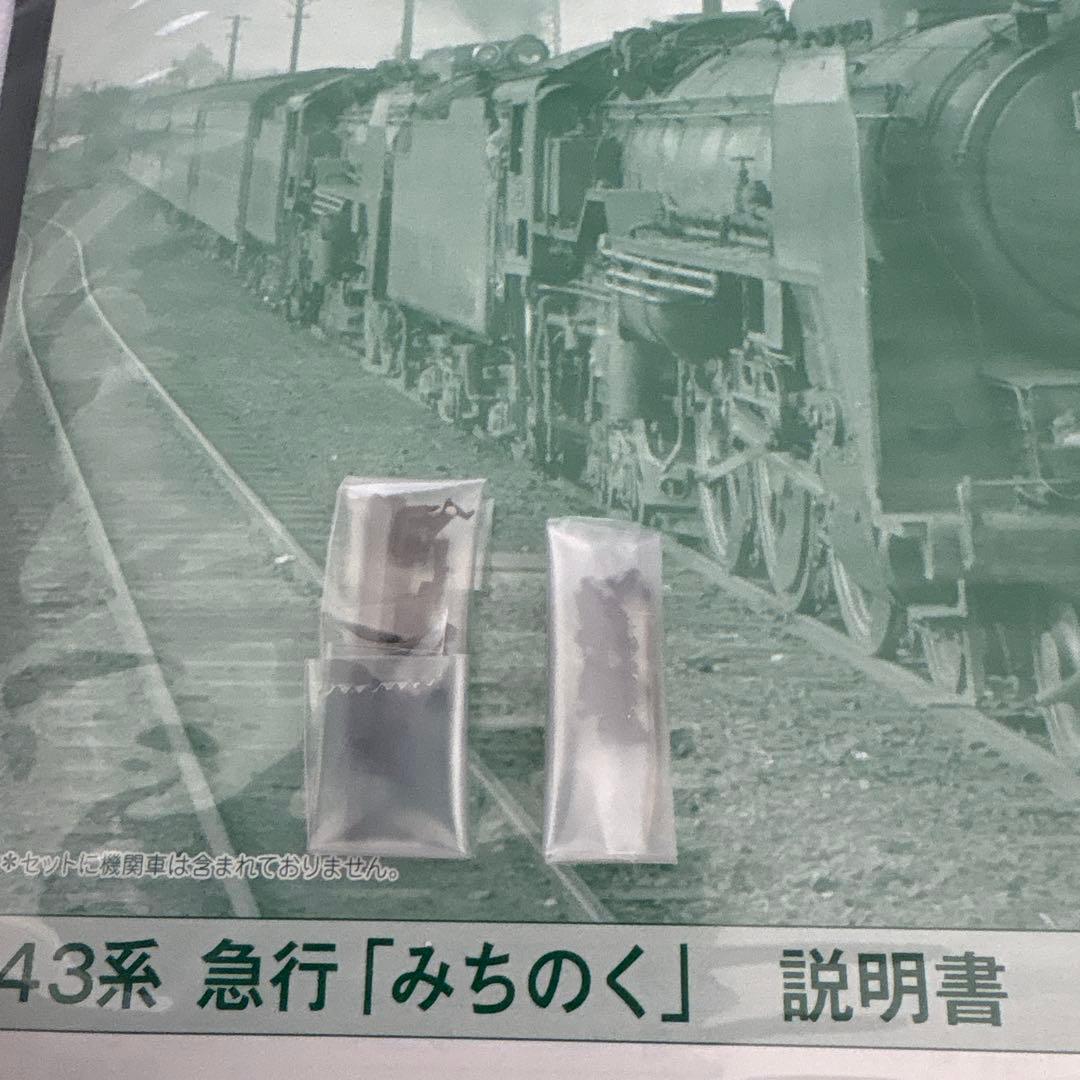 *セットに機関車は含まれておりません。
43系 急行「みちのく」 説明書